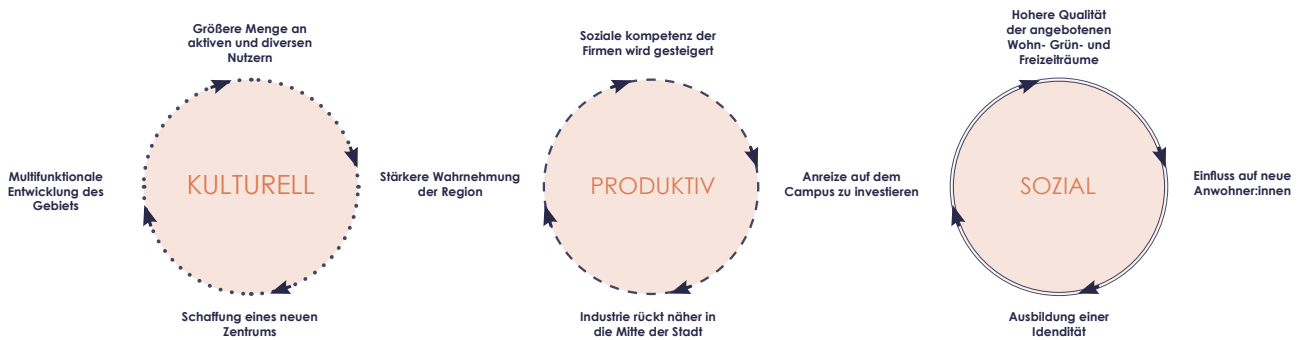 Größere Menge an
aktiven und diversen
Nutzern
Multifunktionale
Entwicklung des
Gebiets
KULTURELL
Stärkere Wahrnehmung
der Region
Schaffung eines neuen
Zentrums
Soziale kompetenz der
Firmen wird gesteigert
PRODUKTIV
Anreize auf dem
Campus zu investieren
Industrie rückt näher in
die Mitte der Stadt
Hohere Qualität
der angebotenen
Wohn- Grün- und
Freizeiträume
SOZIAL
Einfluss auf neue
Anwohner:innen
Ausbildung einer
Idendität